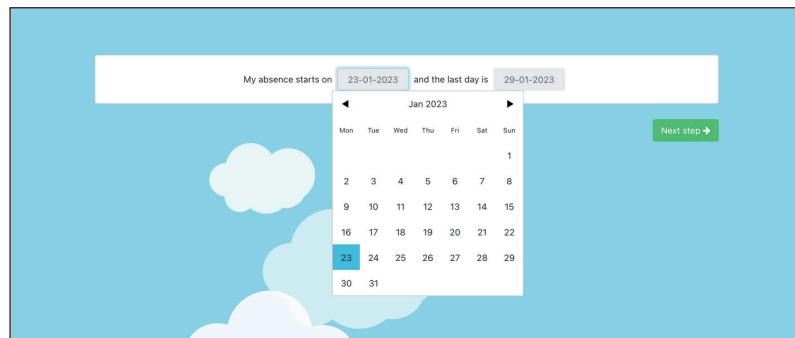 My absence starts on 23-01-2023 and the last day is 29-01-2023
Jan 2023
Mon Tue Wed Thu Fri Sat Sun
Next step
1
2 3 4 5 6 7 8
9 10 11 12 13 14 15
16 17 18 19 20 21 22
23 24 25 26 27 28 29
30 31